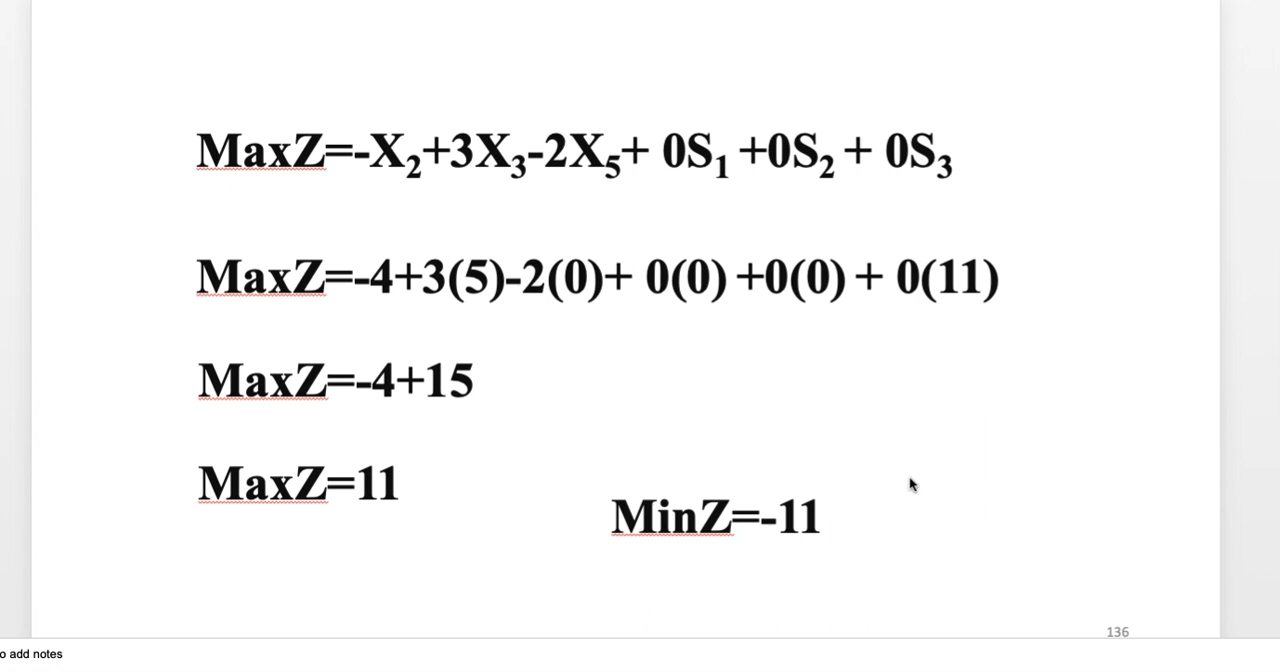 MaxZ=-X₂+3X₃-2X₅+ 0S₁ +0S₂ + 0S₃
MaxZ=-4+3(5)-2(0)+ 0(0) +0(0) + 0(11)
MaxZ=-4+15
MaxZ=11
MinZ=-11
136
o add notes